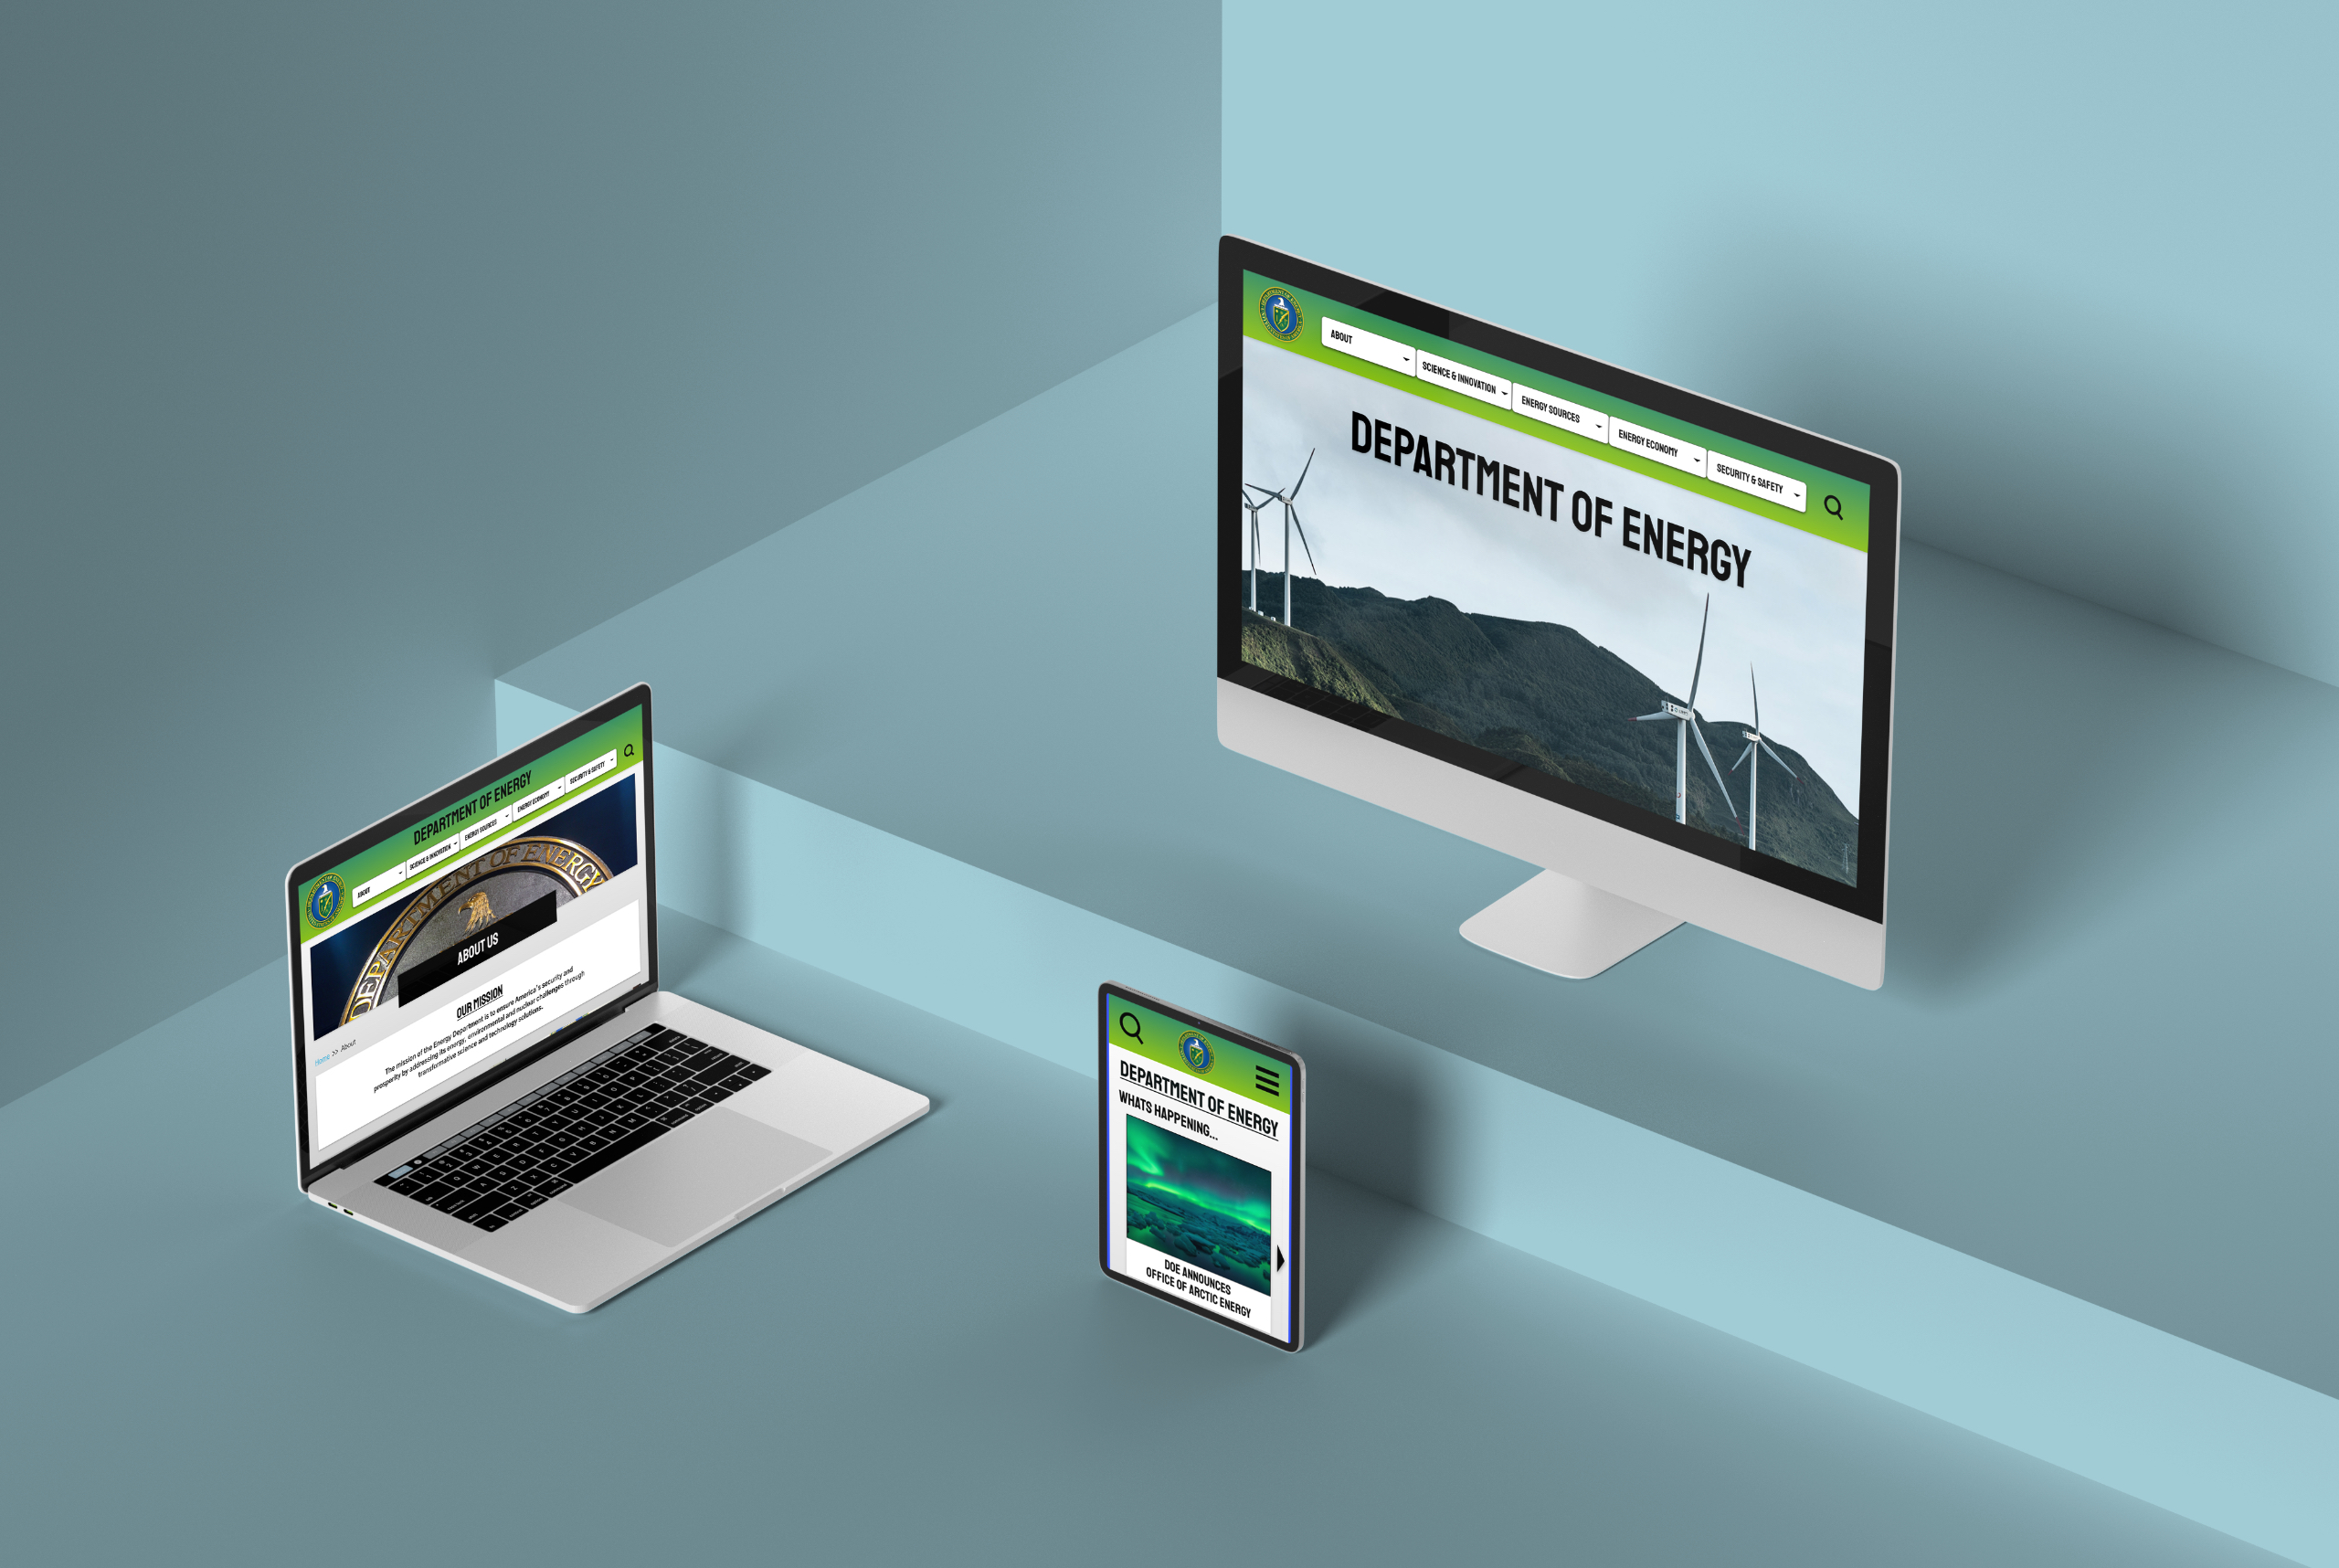 ABOUT
SCIENCE & INNOVATION
ENERGY SOURCES
ENERGY ECONOMY
SECURITY & SAFETY
DEPARTMENT OF ENERGY
DEPARTMENT OF ENERGY
ABOUT
SCIENCE & INNOVATION
ENERGY SOURCES
ENERGY ECONOMY
SECURITY & SAFETY
DEPARTMENT OF ENERGY
ABOUT US
Home >> About
OUR MISSION
The mission of the Energy Department is to ensure America's security and
prosperity by addressing its energy, environmental and nuclear challenges through
transformative science and technology solutions.
DEPARTMENT OF ENERGY
WHATS HAPPENING...
DOE ANNOUNCES
OFFICE OF ARCTIC ENERGY